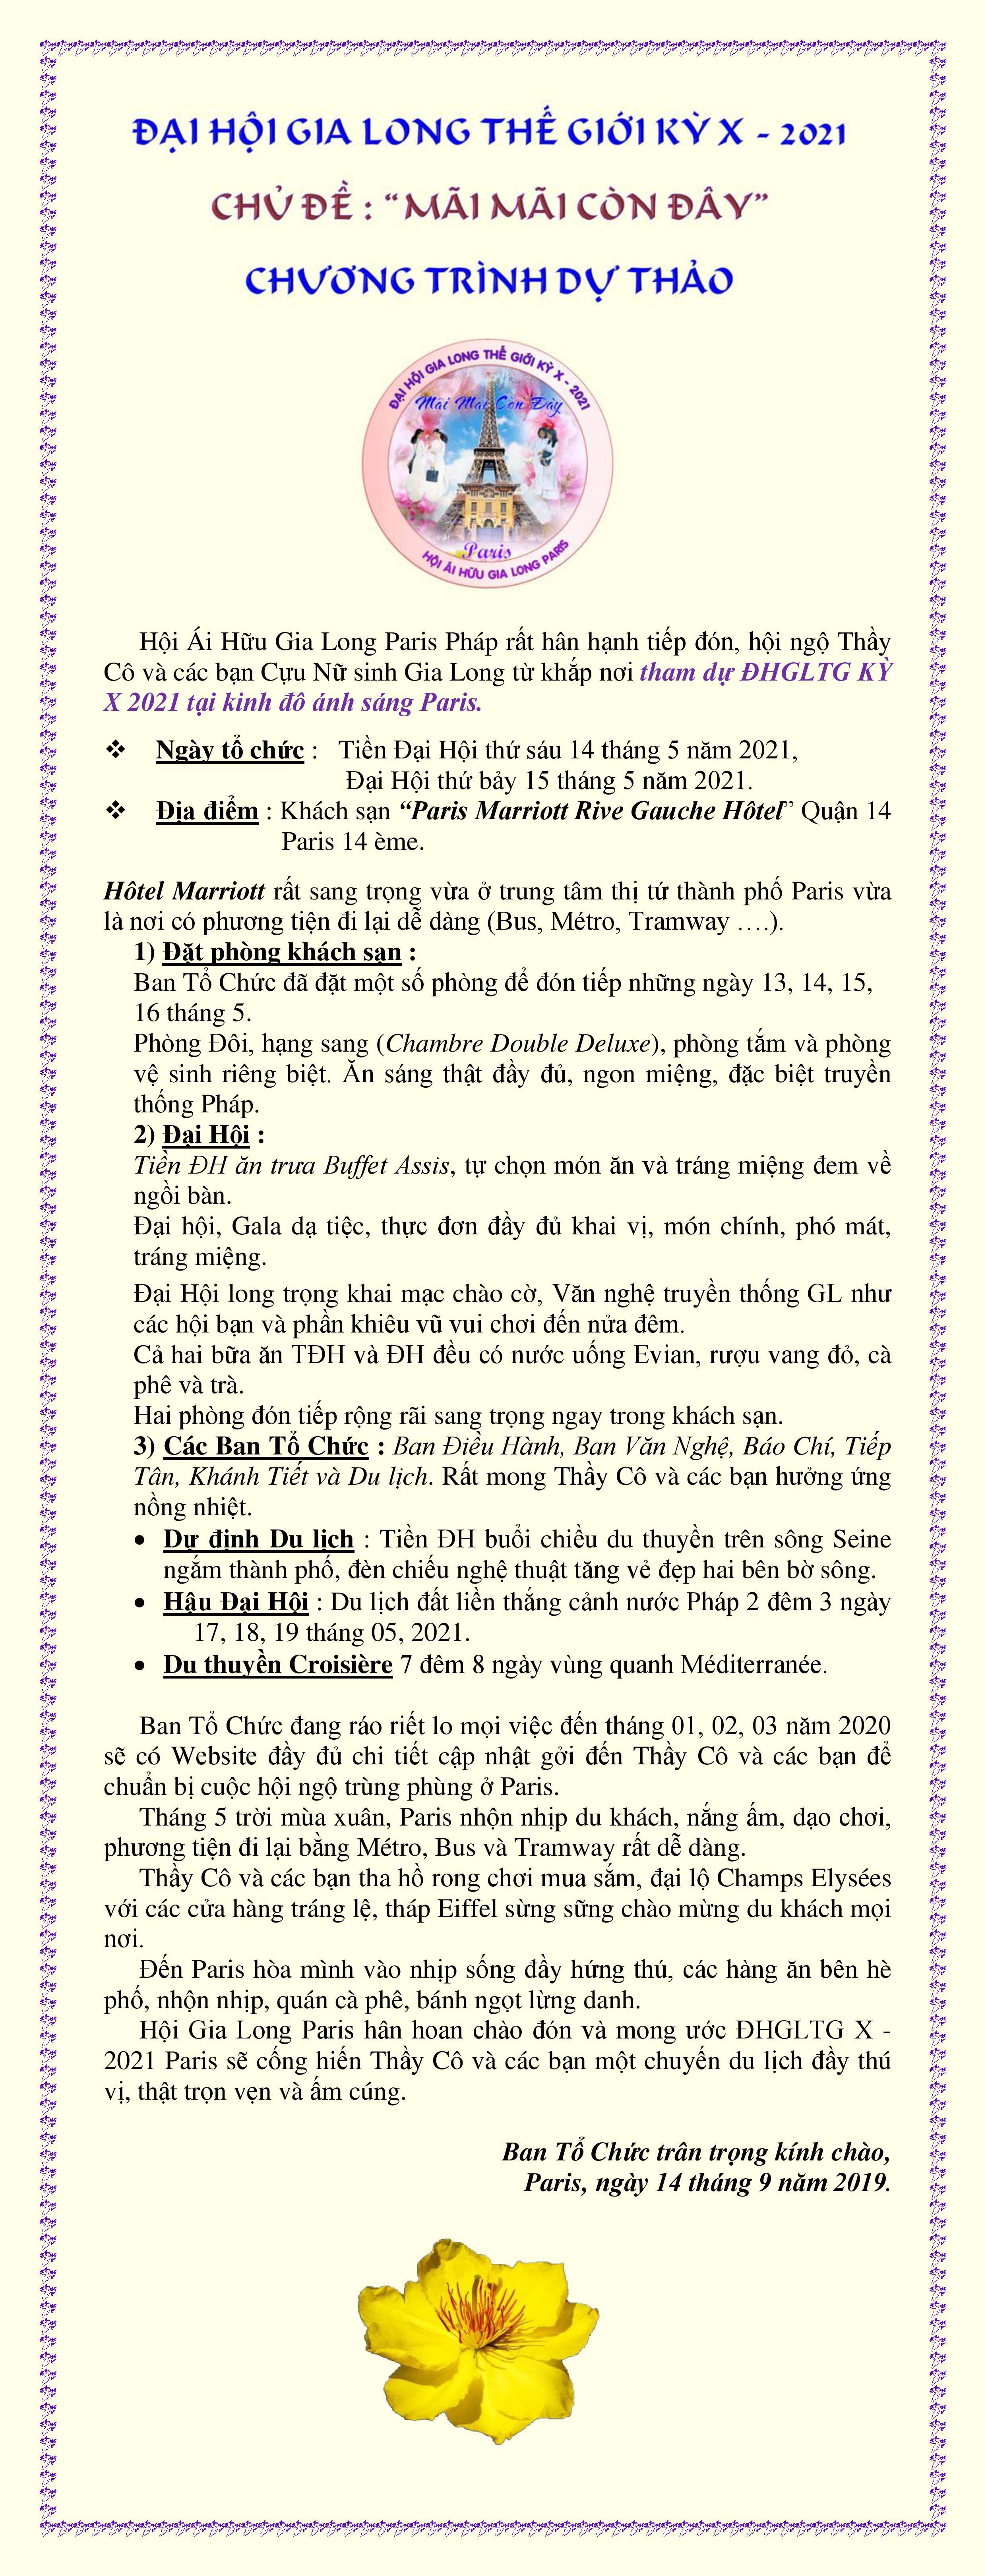 ĐẠI HỘI GIA LONG THẾ GIỚI KỲ X - 2021
CHỦ ĐỀ : “MÃI MÃI CÒN ĐÂY”
CHƯƠNG TRÌNH DỰ THẢO
ĐẠI HỘI GIA LONG THẾ GIỚI KỲ X - 2021
Mãi Mãi Còn Đây
Paris
HỘI ÁI HỮU GIA LONG PARIS
Hội Ái Hữu Gia Long Paris Pháp rất hân hạnh tiếp đón, hội ngộ Thầy
Cô và các bạn Cựu Nữ sinh Gia Long từ khắp nơi tham dự ĐHGLTG KỲ
X 2021 tại kinh đô ánh sáng Paris.
❖ Ngày tổ chức : Tiền Đại Hội thứ sáu 14 tháng 5 năm 2021,
Đại Hội thứ bảy 15 tháng 5 năm 2021.
❖ Địa điểm : Khách sạn “Paris Marriott Rive Gauche Hôtel” Quận 14
Paris 14 ème.
Hôtel Marriott rất sang trọng vừa ở trung tâm thị tứ thành phố Paris vừa
là nơi có phương tiện đi lại dễ dàng (Bus, Métro, Tramway ….).
1) Đặt phòng khách sạn :
Ban Tổ Chức đã đặt một số phòng để đón tiếp những ngày 13, 14, 15,
16 tháng 5.
Phòng Đôi, hạng sang (Chambre Double Deluxe), phòng tắm và phòng
vệ sinh riêng biệt. Ăn sáng thật đầy đủ, ngon miệng, đặc biệt truyền
thống Pháp.
2) Đại Hội :
Tiền ĐH ăn trưa Buffet Assis, tự chọn món ăn và tráng miệng đem về
ngồi bàn.
Đại hội, Gala dạ tiệc, thực đơn đầy đủ khai vị, món chính, phó mát,
tráng miệng.
Đại Hội long trọng khai mạc chào cờ, Văn nghệ truyền thống GL như
các hội bạn và phần khiêu vũ vui chơi đến nửa đêm.
Cả hai bữa ăn TĐH và ĐH đều có nước uống Evian, rượu vang đỏ, cà
phê và trà.
Hai phòng đón tiếp rộng rãi sang trọng ngay trong khách sạn.
3) Các Ban Tổ Chức : Ban Điều Hành, Ban Văn Nghệ, Báo Chí, Tiếp
Tân, Khánh Tiết và Du lịch. Rất mong Thầy Cô và các bạn hưởng ứng
nồng nhiệt.
• Dự định Du lịch : Tiền ĐH buổi chiều du thuyền trên sông Seine
ngắm thành phố, đèn chiếu nghệ thuật tăng vẻ đẹp hai bên bờ sông.
• Hậu Đại Hội : Du lịch đất liền thắng cảnh nước Pháp 2 đêm 3 ngày
17, 18, 19 tháng 05, 2021.
• Du thuyền Croisière 7 đêm 8 ngày vùng quanh Méditerranée.
Ban Tổ Chức đang ráo riết lo mọi việc đến tháng 01, 02, 03 năm 2020
sẽ có Website đầy đủ chi tiết cập nhật gởi đến Thầy Cô và các bạn để
chuẩn bị cuộc hội ngộ trùng phùng ở Paris.
Tháng 5 trời mùa xuân, Paris nhộn nhịp du khách, nắng ấm, dạo chơi,
phương tiện đi lại bằng Métro, Bus và Tramway rất dễ dàng.
Thầy Cô và các bạn tha hồ rong chơi mua sắm, đại lộ Champs Elysées
với các cửa hàng tráng lệ, tháp Eiffel sừng sững chào mừng du khách mọi
nơi.
Đến Paris hòa mình vào nhịp sống đầy hứng thú, các hàng ăn bên hè
phố, nhộn nhịp, quán cà phê, bánh ngọt lừng danh.
Hội Gia Long Paris hân hoan chào đón và mong ước ĐHGLTG X -
2021 Paris sẽ cống hiến Thầy Cô và các bạn một chuyến du lịch đầy thú
vị, thật trọn vẹn và ấm cúng.
Ban Tổ Chức trân trọng kính chào,
Paris, ngày 14 tháng 9 năm 2019.